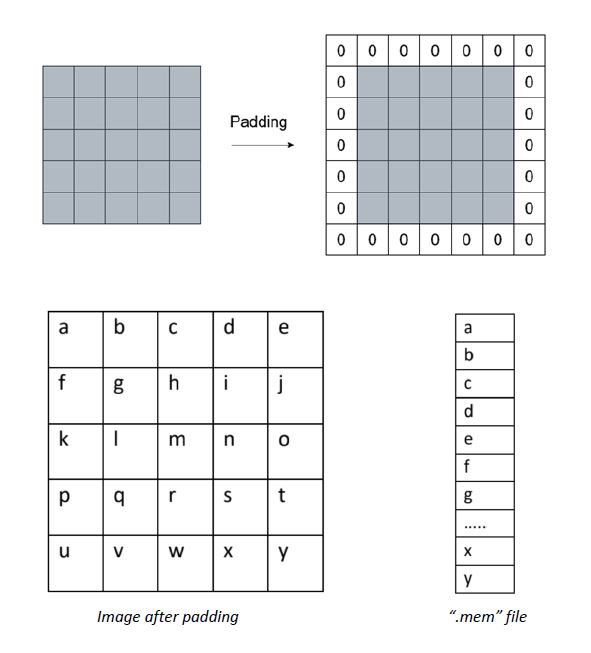 0 0 0 0 0 0 0
0 0
Padding
0 0
0 0
0 0
0 0
0 0 0 0 0 0 0
a b c d e
f g h i j
k l m n o
p q r s t
u v w x y
a
b
c
d
e
f
g
.....
x
y
Image after padding
“.mem” file